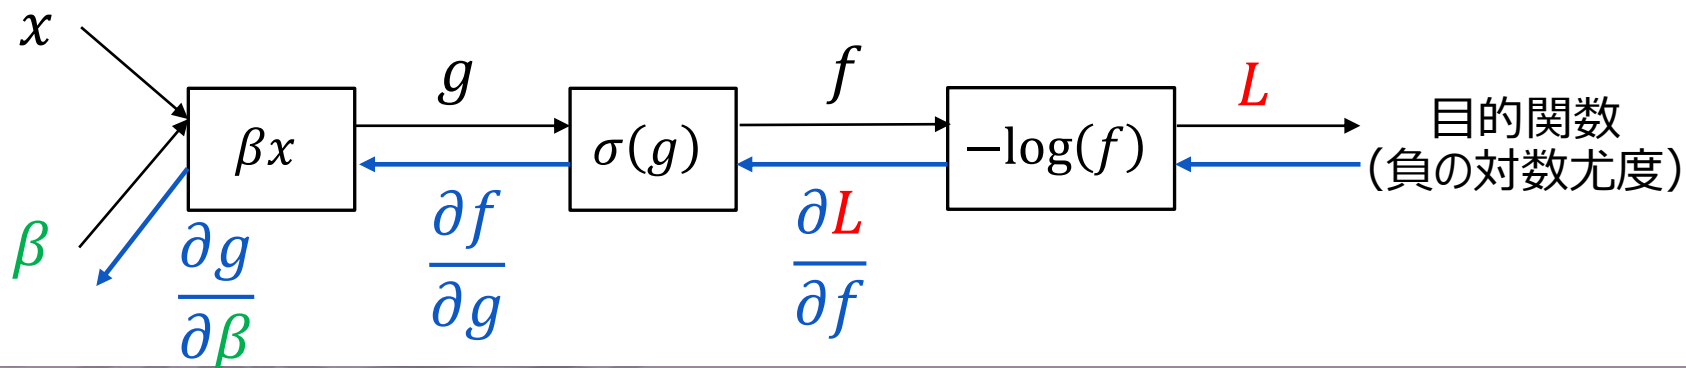 x
g
f
L
βx
σ(g)
−log(f)
目的関数
(負の対数尤度)
β
∂g
∂β
∂f
∂g
∂L
∂f